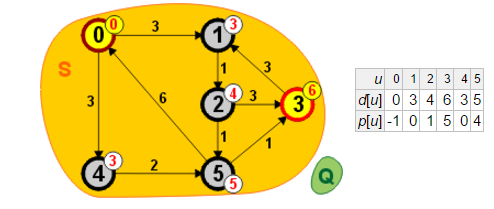 0 0 3 1 3
S
1
3 3
6 2 4 3 3 6
3
1
4 3 2 5 5 1
Q
u 0 1 2 3 4 5
d[u] 0 3 4 6 3 5
p[u] -1 0 1 5 0 4